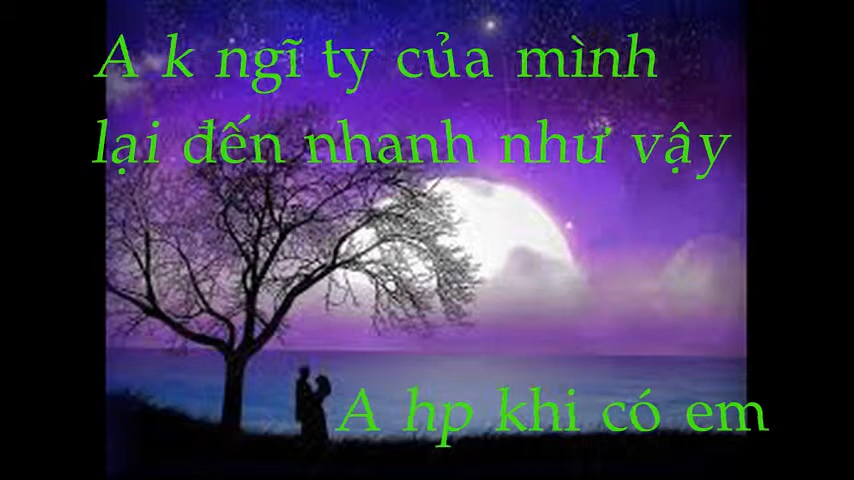 A k ngĩ ty của mình
lại đến nhanh như vậy
A hp khi có em